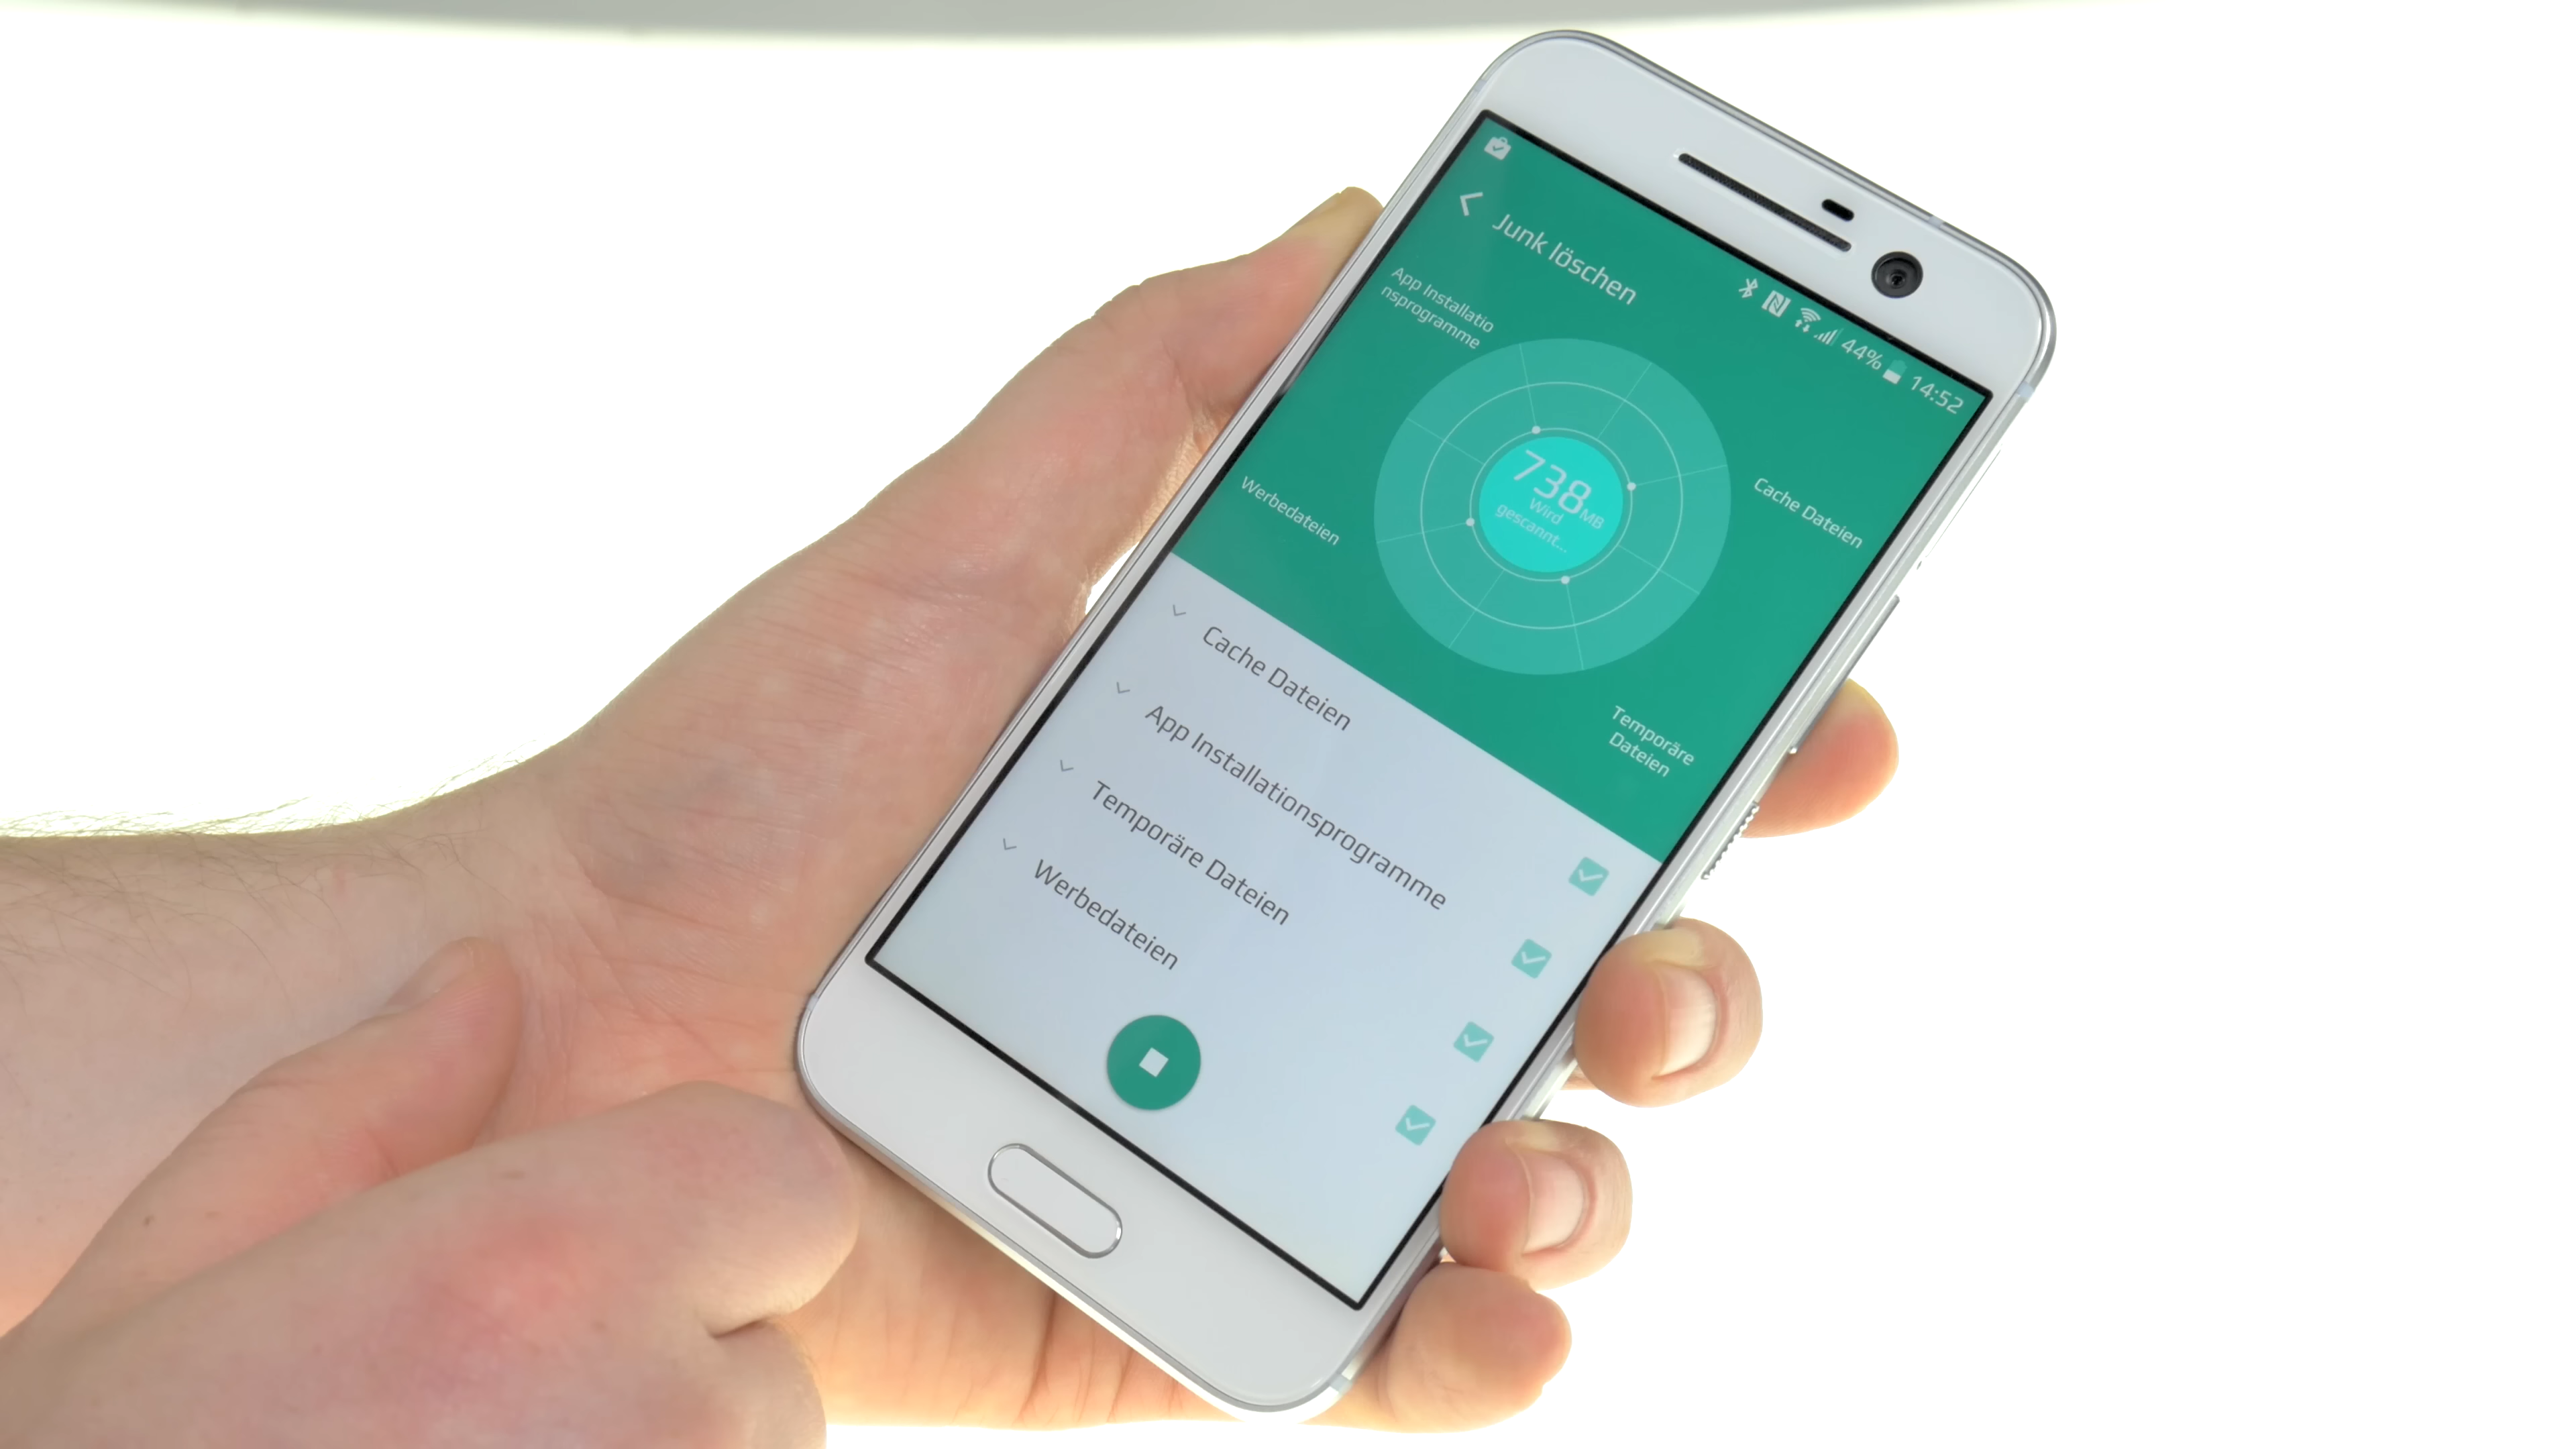 44% 14:52
Junk löschen
App Installatio
nsprogramme
Cache Dateien
Werbedateien
738 MB
Wird
gescannt...
Temporäre
Dateien
Cache Dateien
App Installationsprogramme
Temporäre Dateien
Werbedateien